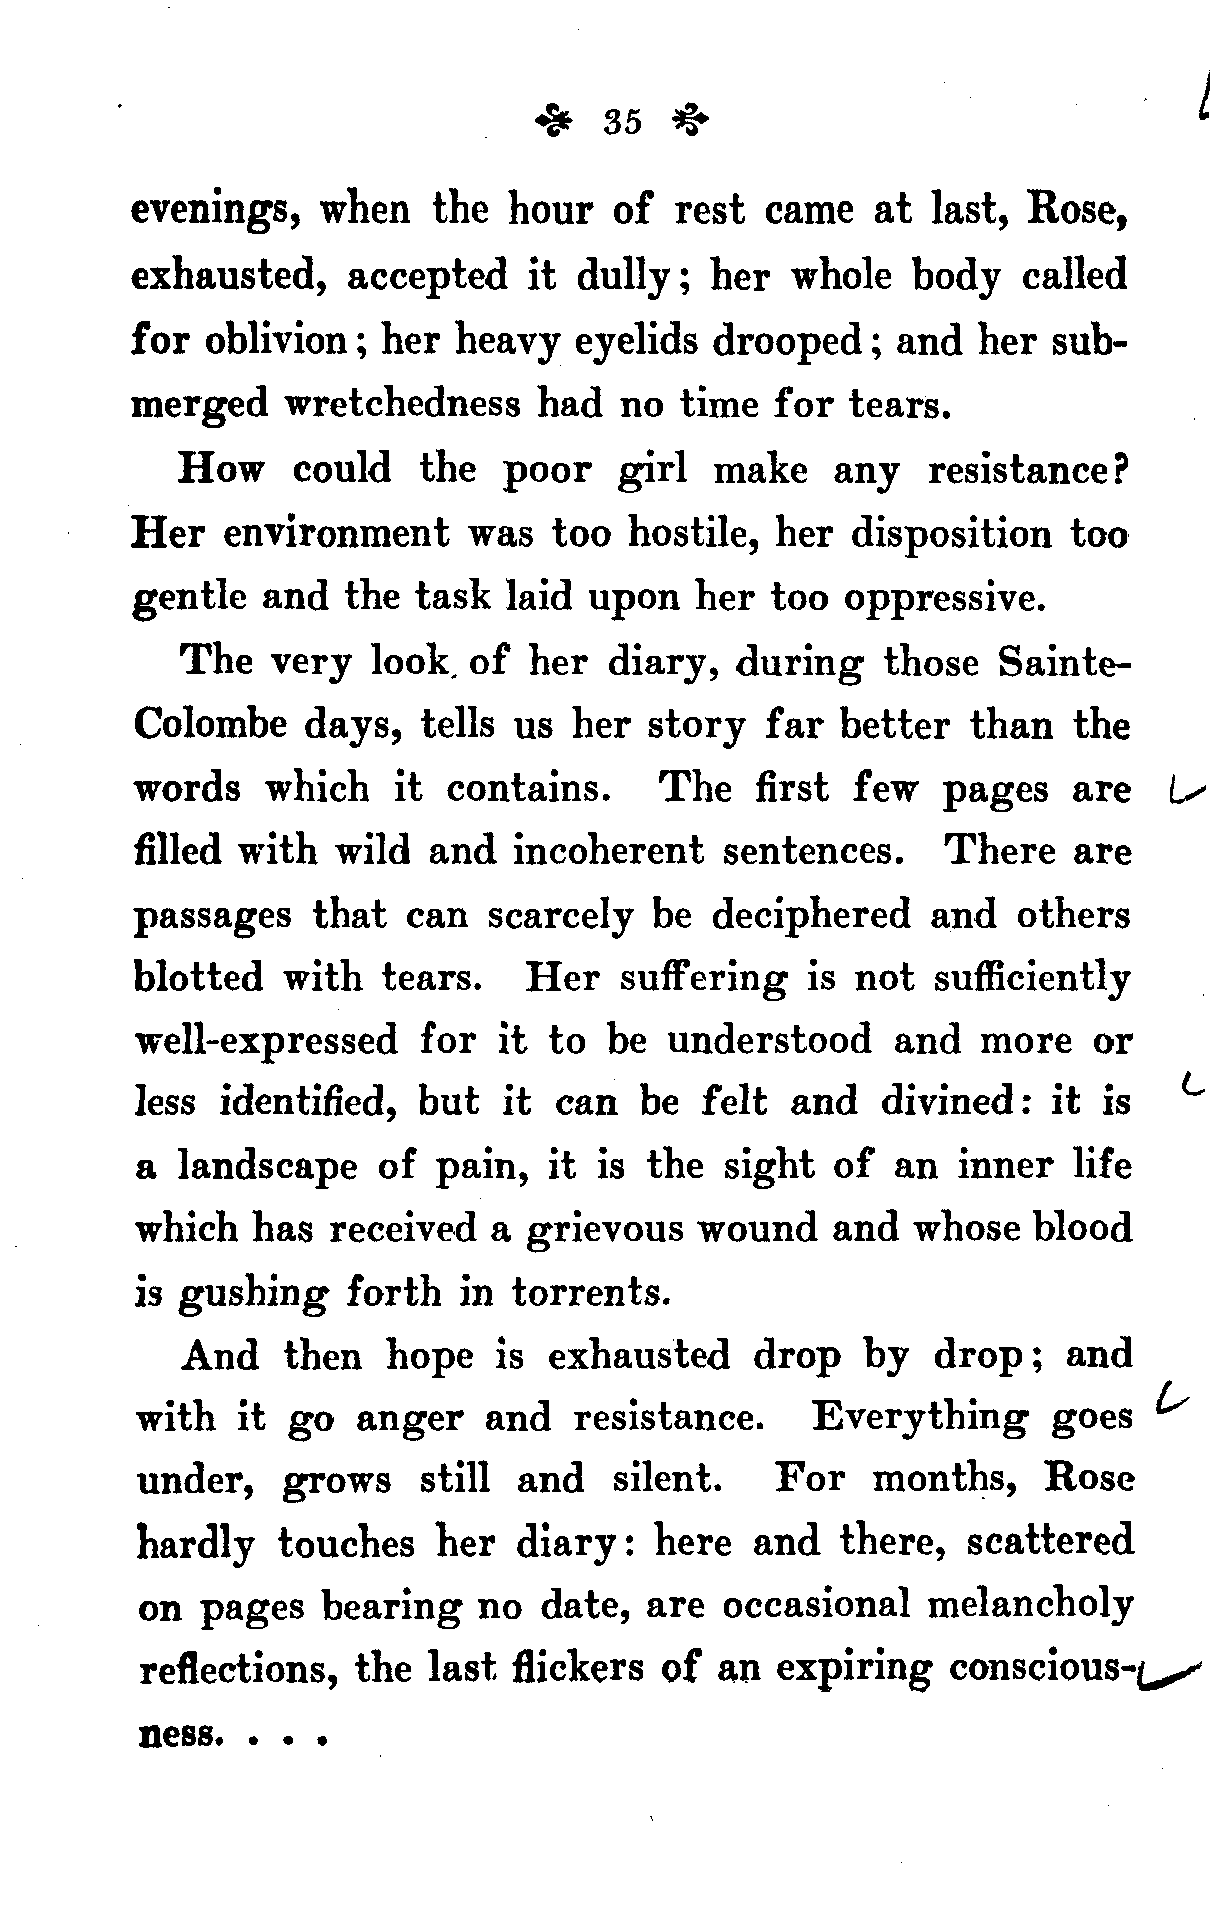 35
evenings, when the hour of rest came at last, Rose,
exhausted, accepted it dully; her whole body called
for oblivion; her heavy eyelids drooped; and her sub-
merged wretchedness had no time for tears.
How could the poor girl make any resistance?
Her environment was too hostile, her disposition too
gentle and the task laid upon her too oppressive.
The very look of her diary, during those Sainte-
Colombe days, tells us her story far better than the
words which it contains. The first few pages are
filled with wild and incoherent sentences. There are
passages that can scarcely be deciphered and others
blotted with tears. Her suffering is not sufficiently
well-expressed for it to be understood and more or
less identified, but it can be felt and divined: it is
a landscape of pain, it is the sight of an inner life
which has received a grievous wound and whose blood
is gushing forth in torrents.
And then hope is exhausted drop by drop; and
with it go anger and resistance. Everything goes
under, grows still and silent. For months, Rose
hardly touches her diary: here and there, scattered
on pages bearing no date, are occasional melancholy
reflections, the last flickers of an expiring conscious-
ness. . . .